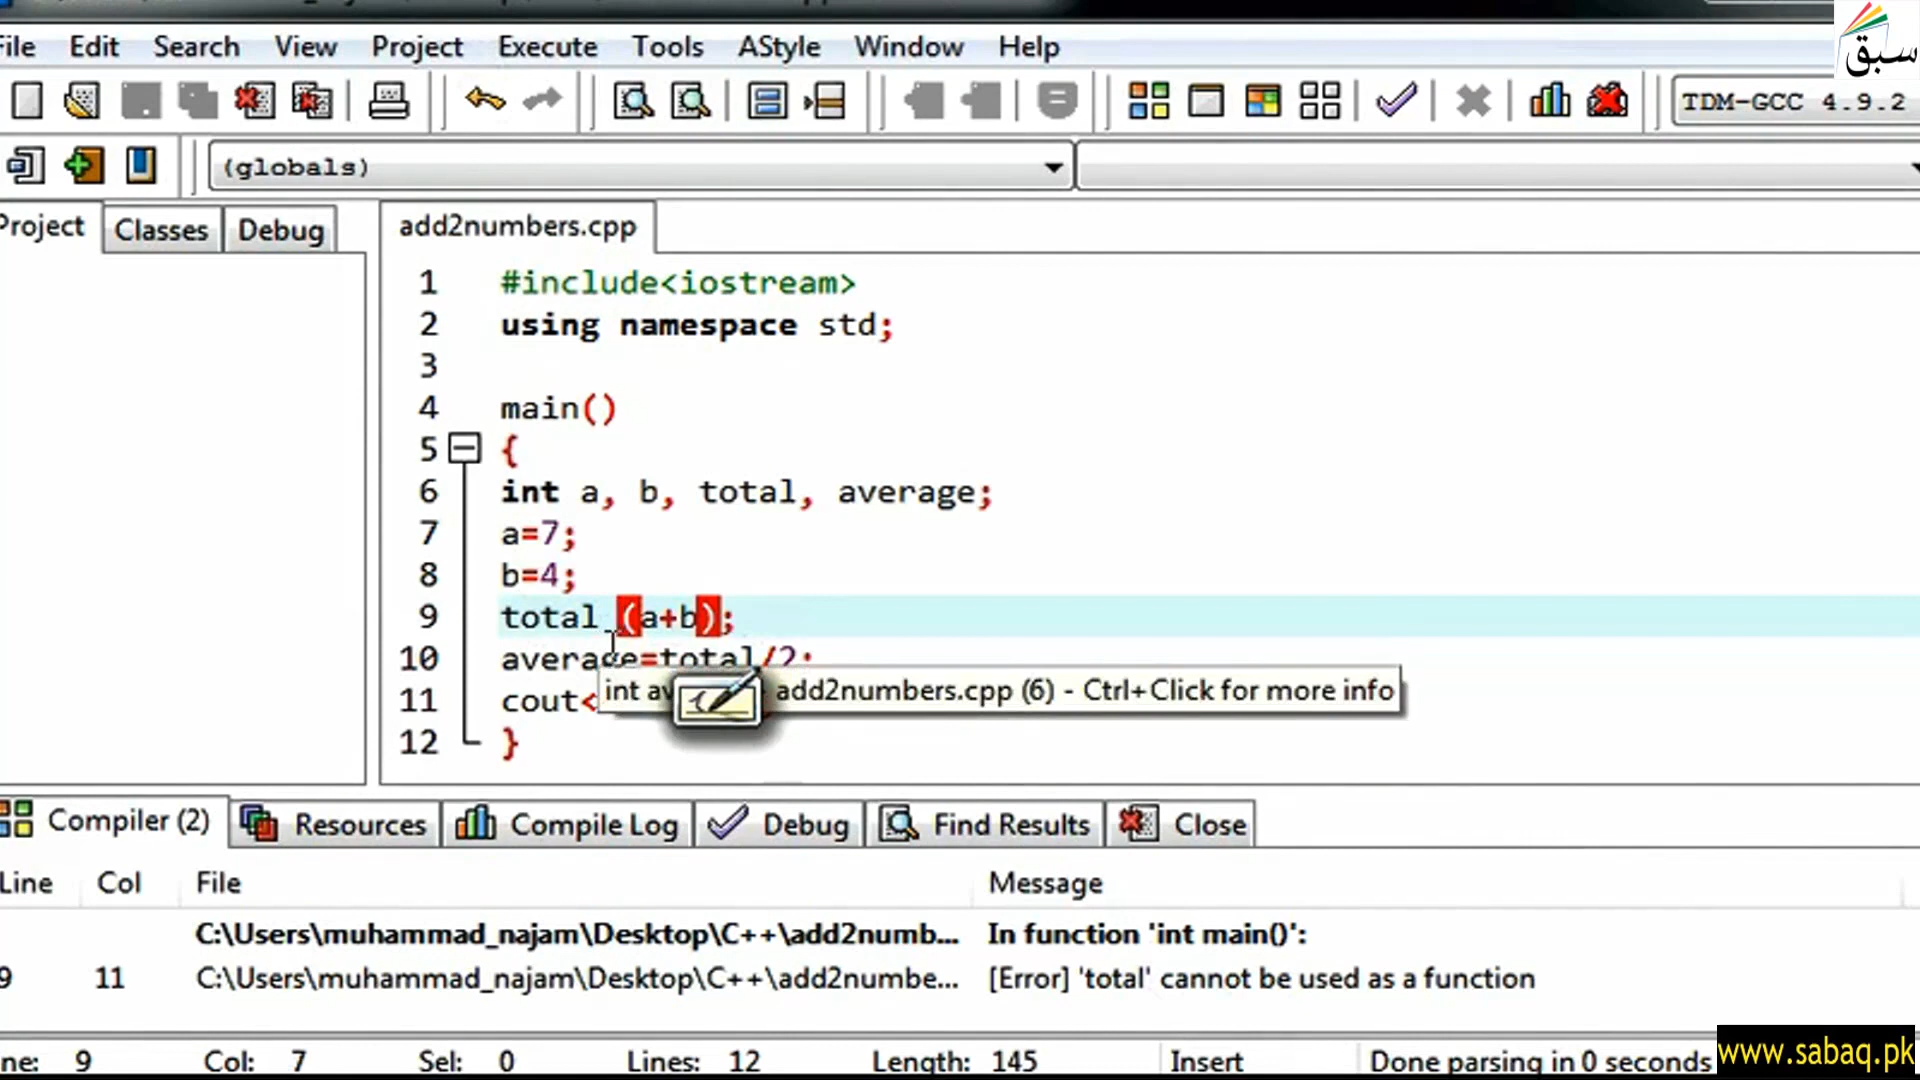 سبق
File Edit Search View Project Execute Tools AStyle Window Help
TDM-GCC 4.9.2
(globals)
Project Classes Debug
add2numbers.cpp
1 #include<iostream>
2 using namespace std;
3
4 main()
5 {
6 int a, b, total, average;
7 a=7;
8 b=4;
9 total (a+b);
10 average=total/2;
int av add2numbers.cpp (6) - Ctrl+Click for more info
11 cout<
12 }
Compiler (2) Resources Compile Log Debug Find Results Close
Line Col File Message
C:\Users\muhammad_najam\Desktop\C++\add2numb... In function 'int main()':
9 11 C:\Users\muhammad_najam\Desktop\C++\add2numbe... [Error] 'total' cannot be used as a function
ne: 9 Col: 7 Sel: 0 Lines: 12 Length: 145 Insert Done parsing in 0 seconds
www.sabaq.pk